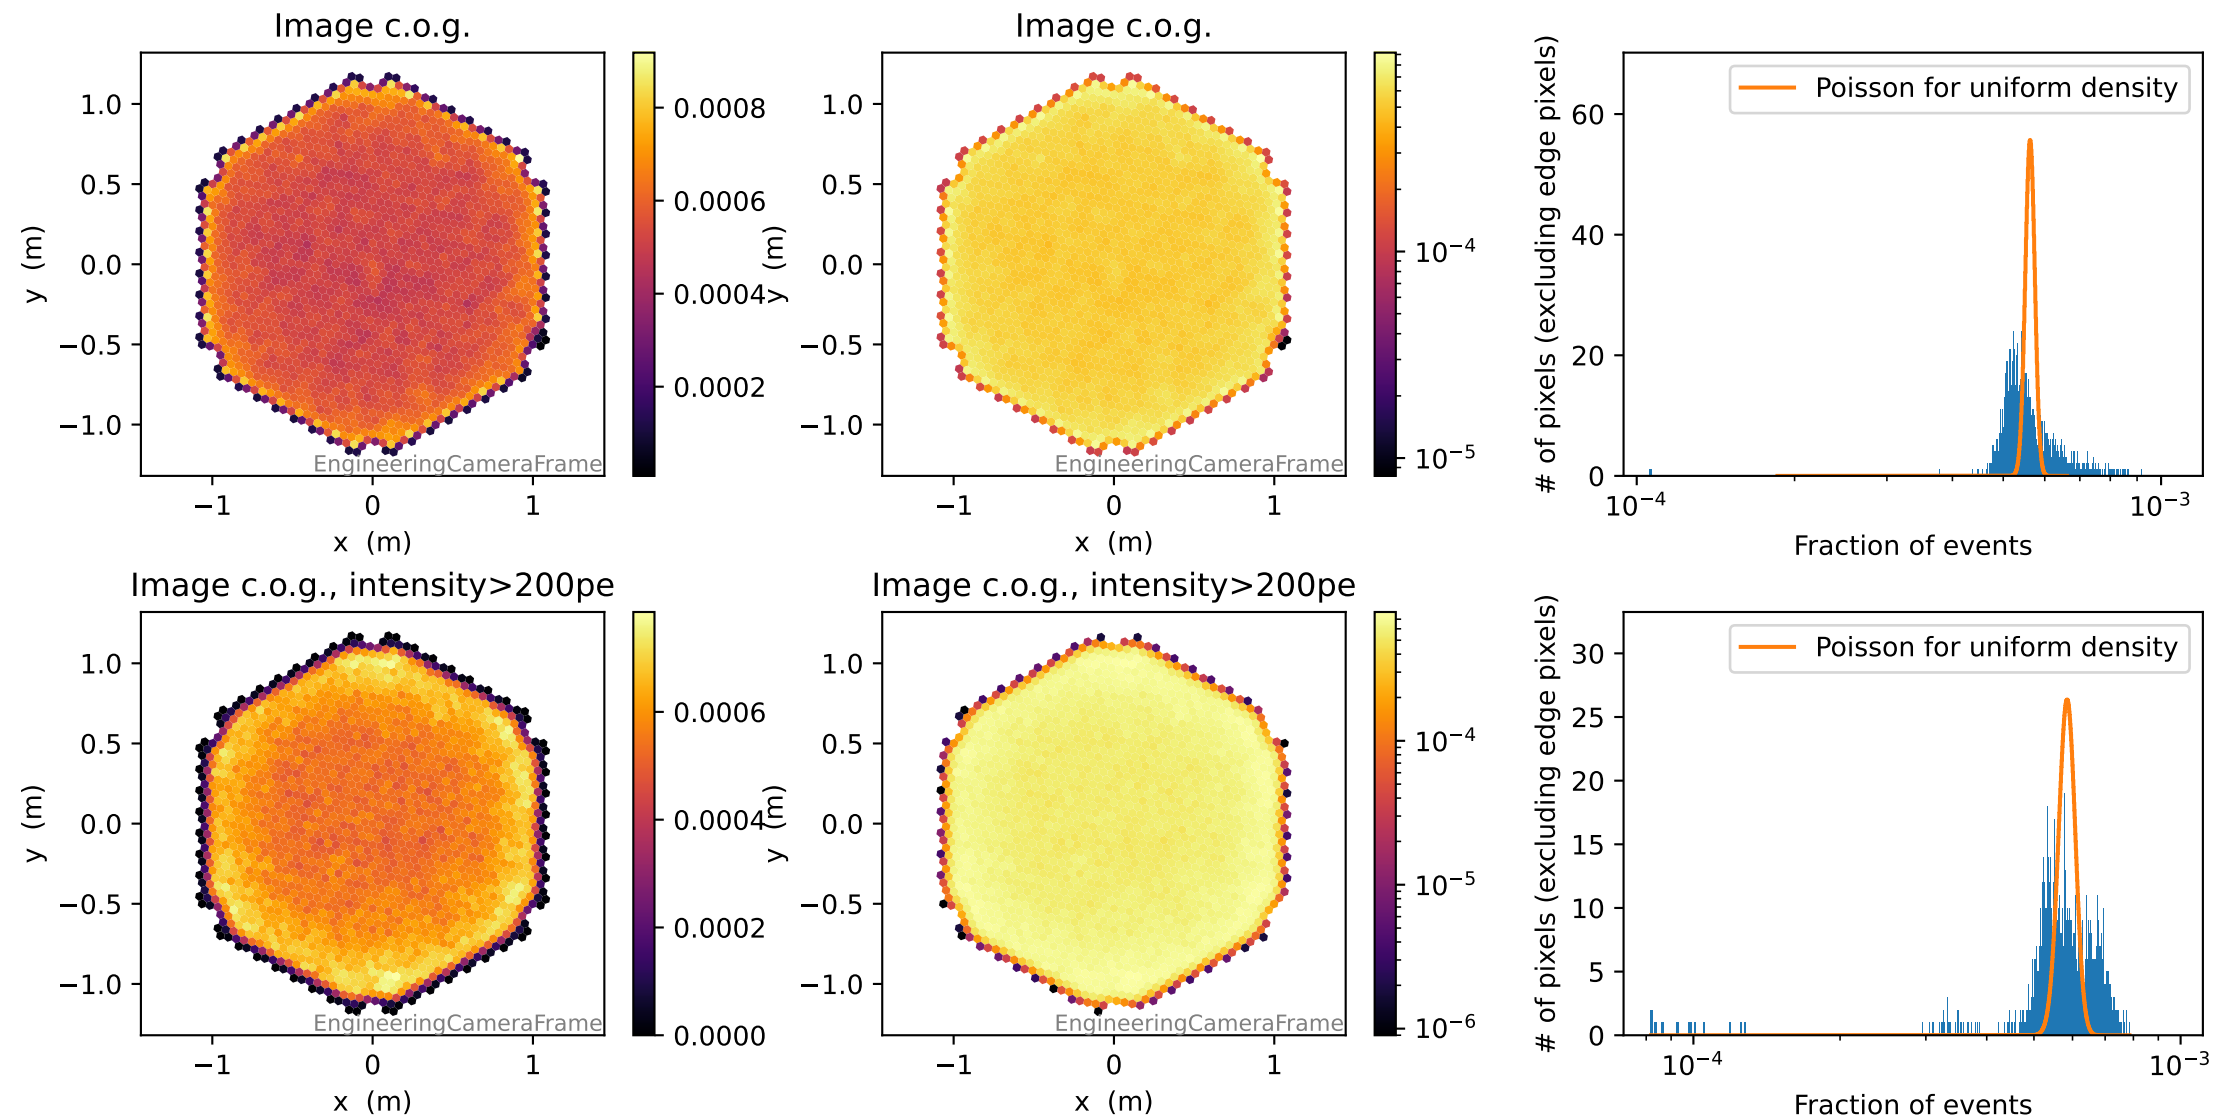 Image c.o.g.
1.0
0.5
0.0
−0.5
−1.0
−1
0
1
y (m)
x (m)
EngineeringCameraFrame
0.0008
0.0006
0.0004
0.0002
Image c.o.g.
1.0
0.5
0.0
−0.5
−1.0
−1
0
1
y (m)
x (m)
EngineeringCameraFrame
10⁻⁴
10⁻⁵
# of pixels (excluding edge pixels)
60
40
20
0
Poisson for uniform density
10⁻⁴
10⁻³
Fraction of events
Image c.o.g., intensity>200pe
1.0
0.5
0.0
−0.5
−1.0
−1
0
1
y (m)
x (m)
EngineeringCameraFrame
0.0006
0.0004
0.0002
0.0000
Image c.o.g., intensity>200pe
1.0
0.5
0.0
−0.5
−1.0
−1
0
1
y (m)
x (m)
EngineeringCameraFrame
10⁻⁴
10⁻⁵
10⁻⁶
# of pixels (excluding edge pixels)
30
25
20
15
10
5
0
Poisson for uniform density
10⁻⁴
10⁻³
Fraction of events